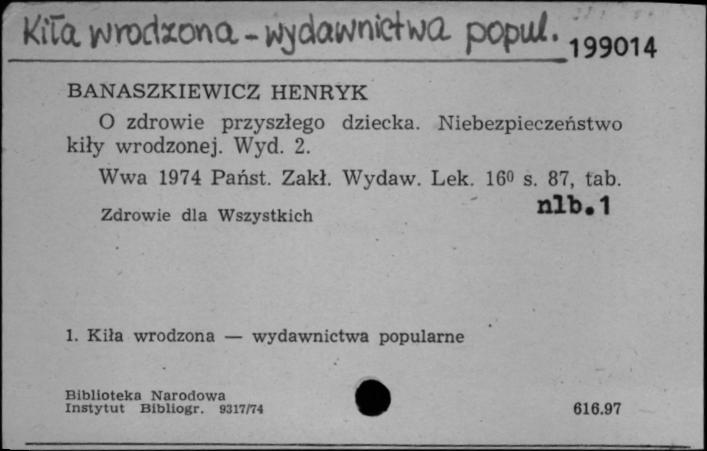 Kiła wrodzona - wydawnictwa popul. 199014
BANASZKIEWICZ HENRYK
O zdrowie przyszłego dziecka. Niebezpieczeństwo
kiły wrodzonej. Wyd. 2.
Wwa 1974 Państ. Zakł. Wydaw. Lek. 16⁰ s. 87, tab.
nlb.1
Zdrowie dla Wszystkich
1. Kiła wrodzona — wydawnictwa popularne
Biblioteka Narodowa
Instytut Bibliogr. 9317/74
616.97